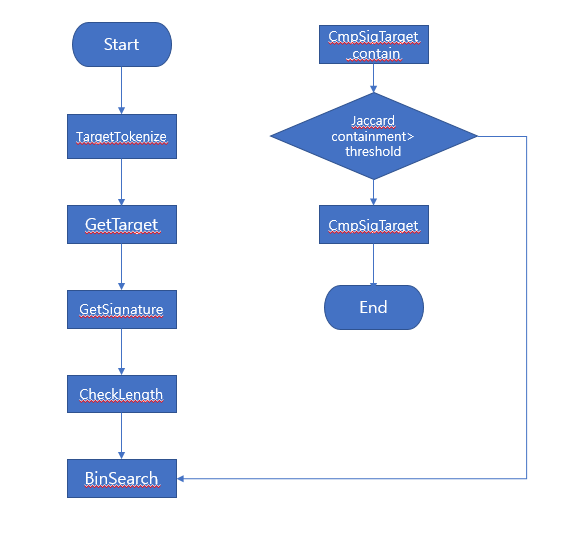 Start
TargetTokenize
GetTarget
GetSignature
CheckLength
BinSearch
CmpSigTarget
_contain
Jaccard
containment>
threshold
CmpSigTarget
End